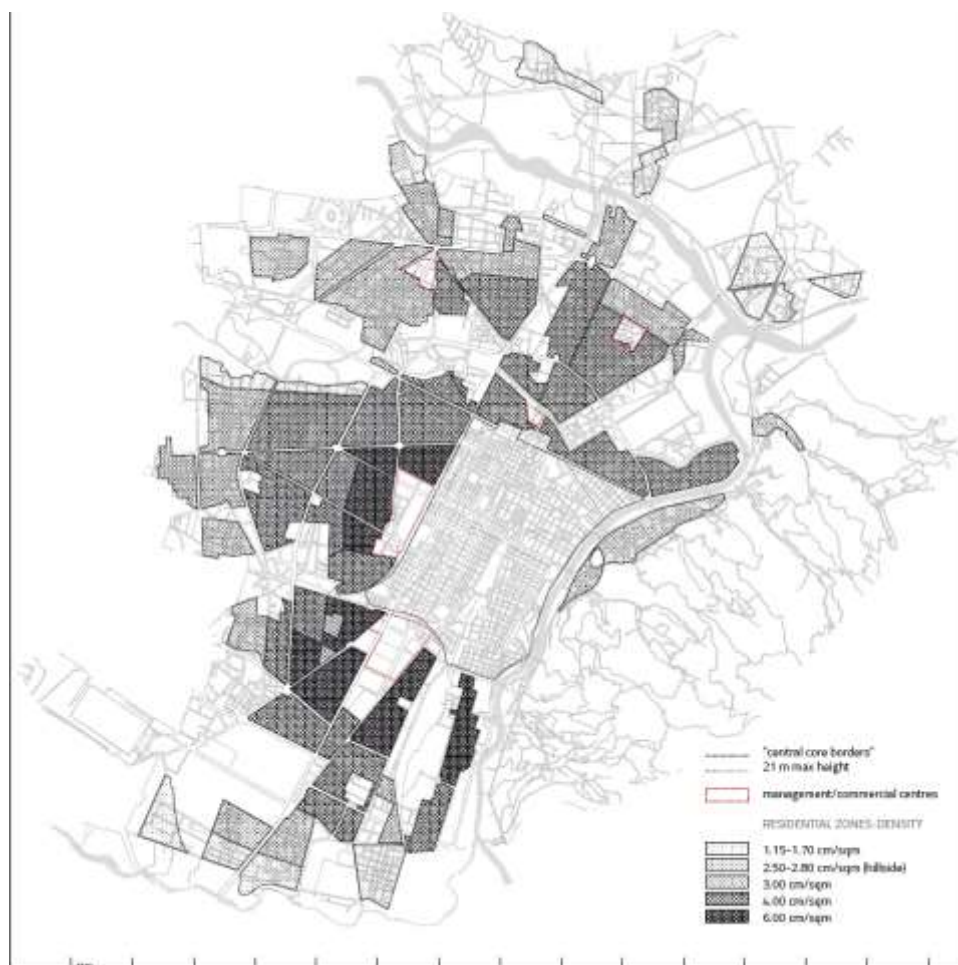 "central core borders"
21 m max height
management/commercial centres
RESIDENTIAL ZONES: DENSITY
1.15–1.70 cm/sqm
2.50–2.80 cm/sqm (hillside)
3.00 cm/sqm
4.00 cm/sqm
6.00 cm/sqm